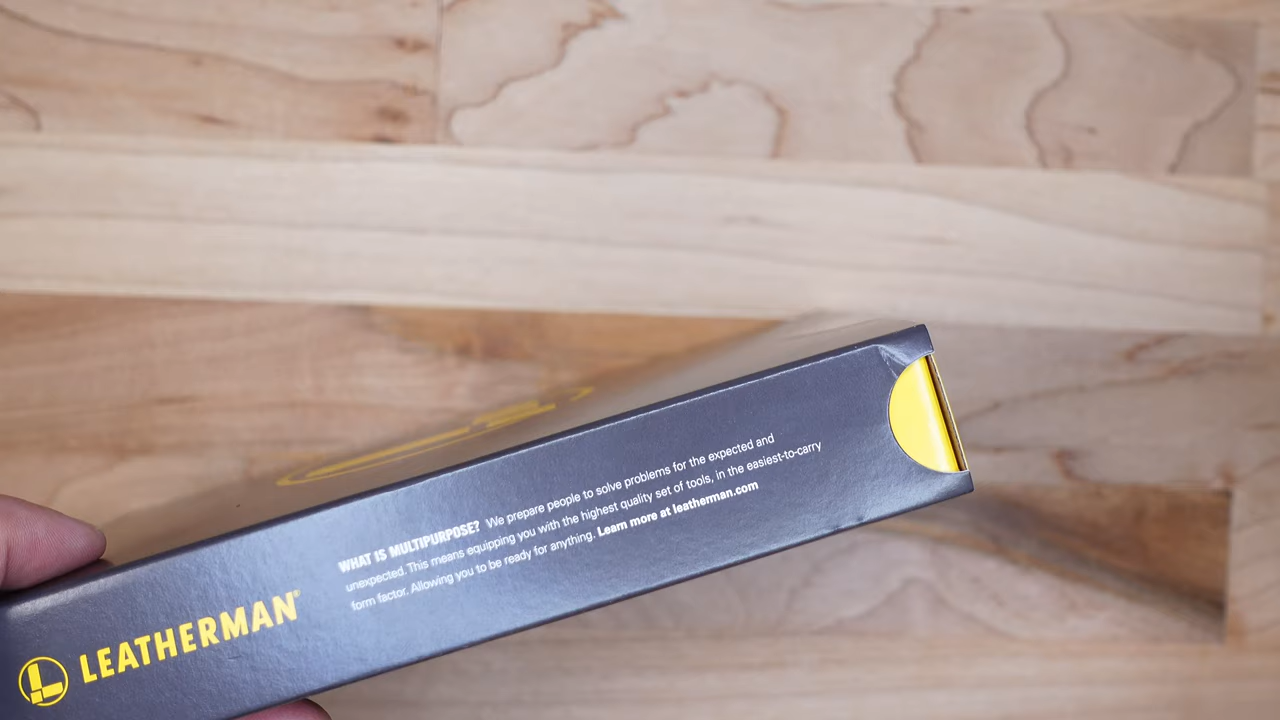 LEATHERMAN®
WHAT IS MULTIPURPOSE? We prepare people to solve problems for the expected and
unexpected. This means equipping you with the highest quality set of tools, in the easiest-to-carry
form factor. Allowing you to be ready for anything. Learn more at leatherman.com